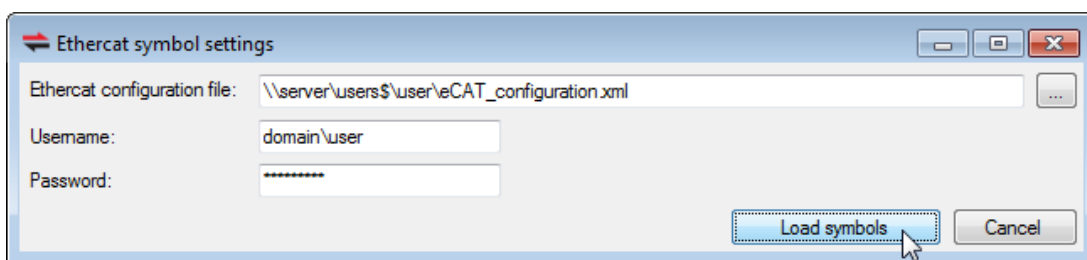 Ethercat symbol settings
Ethercat configuration file: \\server\users$\user\eCAT_configuration.xml ...
Username: domain\user
Password: *********
Load symbols Cancel